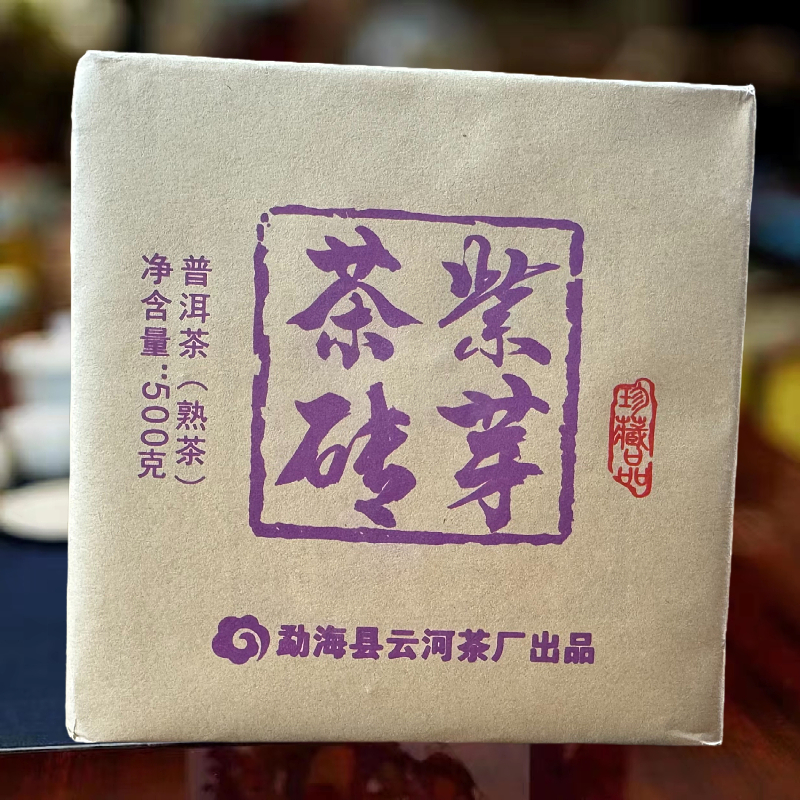 紫芽
茶砖
普洱茶（熟茶）
净含量:500克
珍藏品
勐海县云河茶厂出品